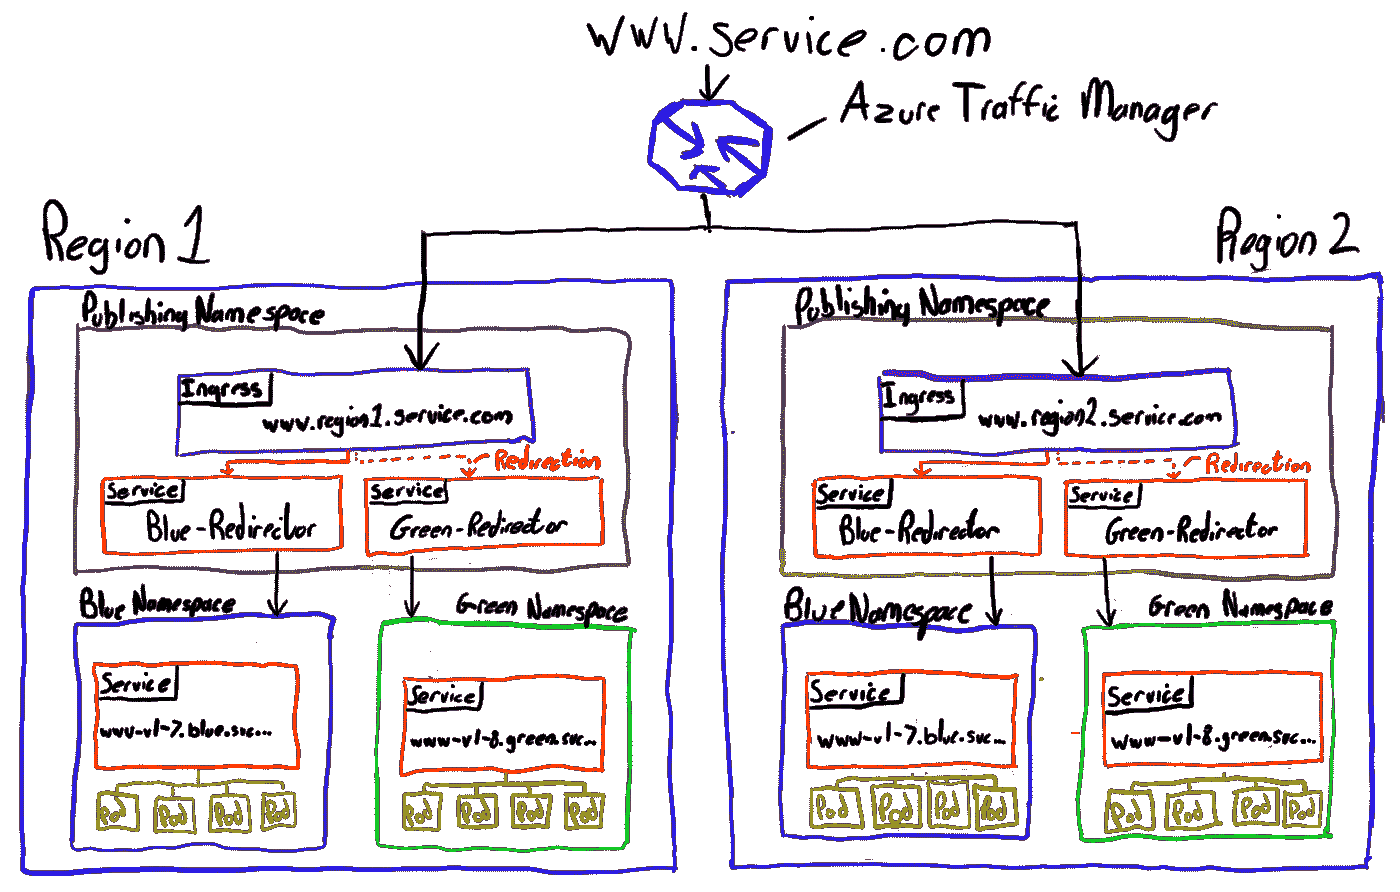 www.service.com
Azure Traffic Manager
Region 1
Publishing Namespace
Ingress
www.region1.service.com
Redirection
Service
Blue-Redirector
Service
Green-Redirector
Blue Namespace
Service
www-v1-7.blue.svc...
Pod Pod Pod Pod
Green Namespace
Service
www-v1-8.green.svc...
Pod Pod Pod Pod
Region 2
Publishing Namespace
Ingress
www.region2.service.com
Redirection
Service
Blue-Redirector
Service
Green-Redirector
Blue Namespace
Service
www-v1-7.blue.svc...
Pod Pod Pod Pod
Green Namespace
Service
www-v1-8.green.svc...
Pod Pod Pod Pod